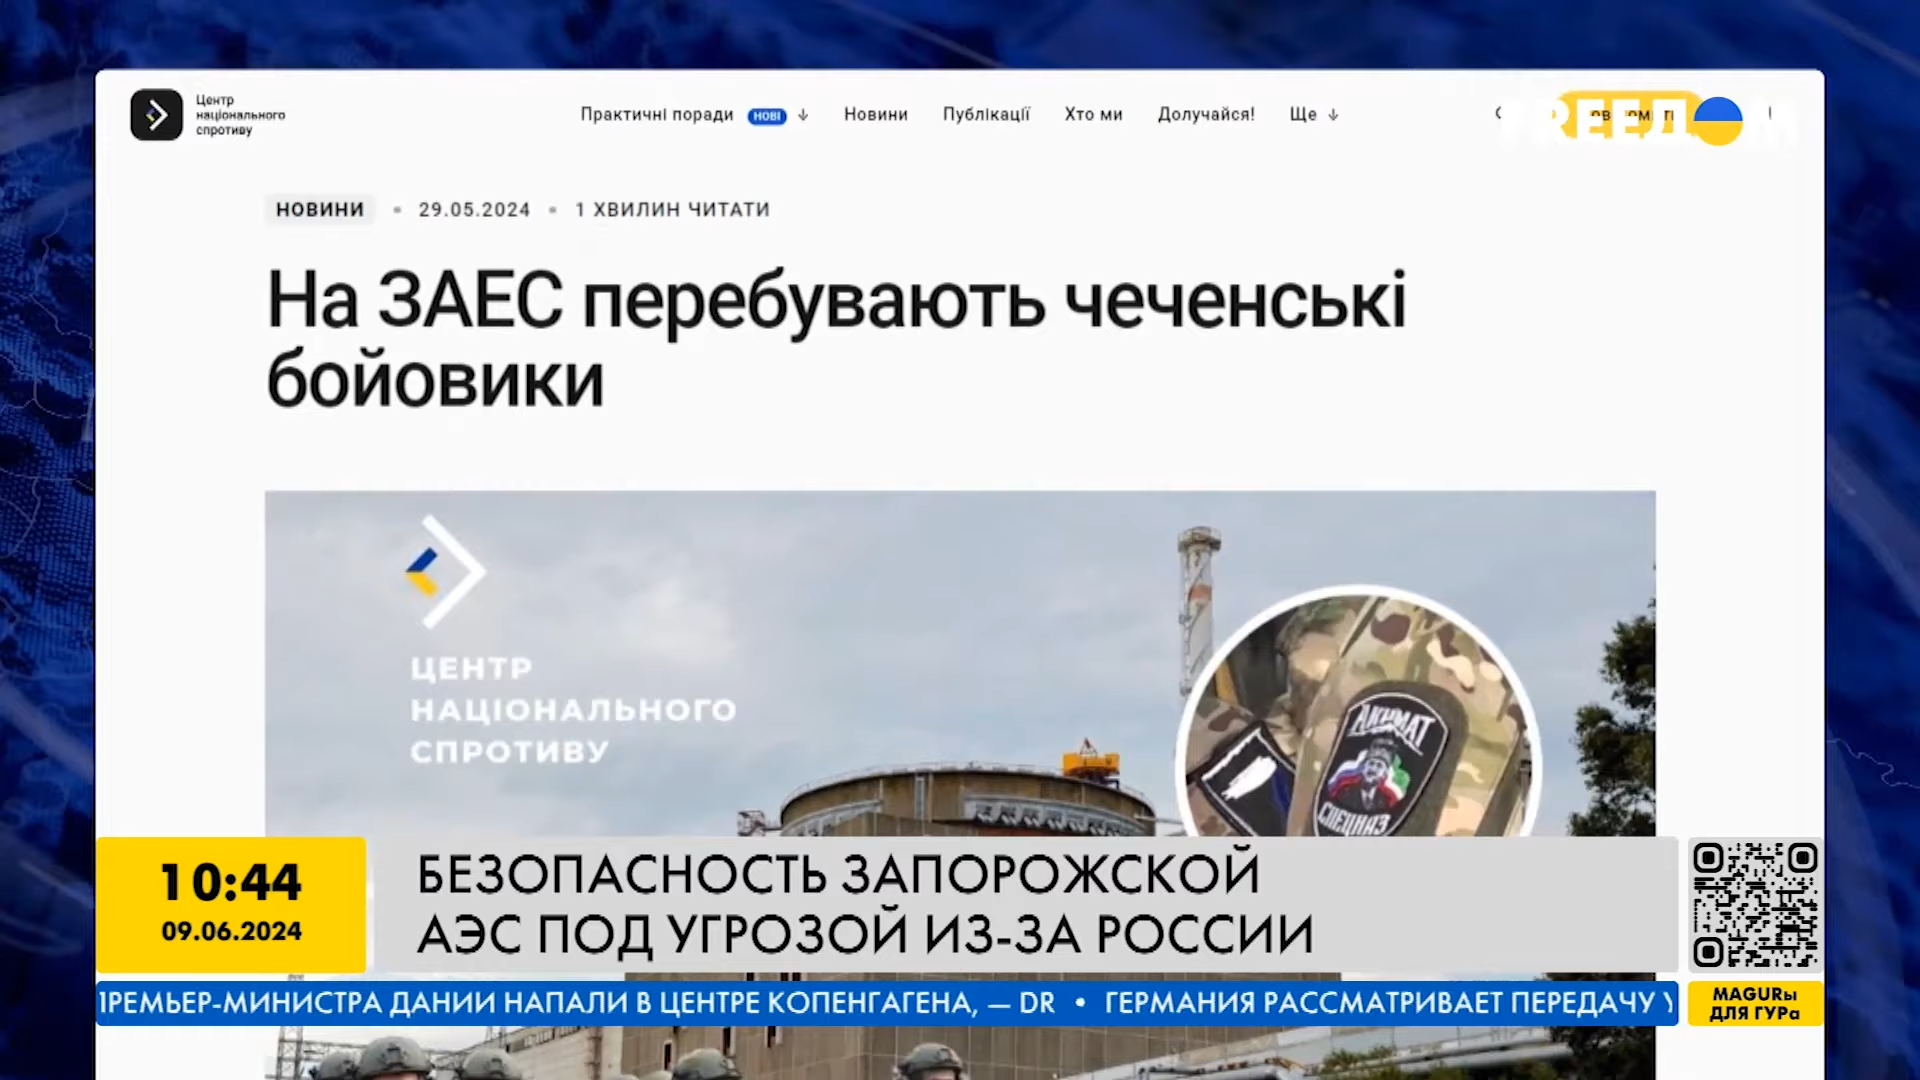 Центр
національного
спротиву
Практичні поради НОВІ Новини Публікації Хто ми Долучайся! Ще
FREEДOM
НОВИНИ • 29.05.2024 • 1 ХВИЛИН ЧИТАТИ
На ЗАЕС перебувають чеченські
бойовики
ЦЕНТР
НАЦІОНАЛЬНОГО
СПРОТИВУ
АХМАТ
СПЕЦНАЗ
10:44
09.06.2024
БЕЗОПАСНОСТЬ ЗАПОРОЖСКОЙ
АЭС ПОД УГРОЗОЙ ИЗ-ЗА РОССИИ
ПРЕМЬЕР-МИНИСТРА ДАНИИ НАПАЛИ В ЦЕНТРЕ КОПЕНГАГЕНА, — DR • ГЕРМАНИЯ РАССМАТРИВАЕТ ПЕРЕДАЧУ
MAGURы
ДЛЯ ГУРа